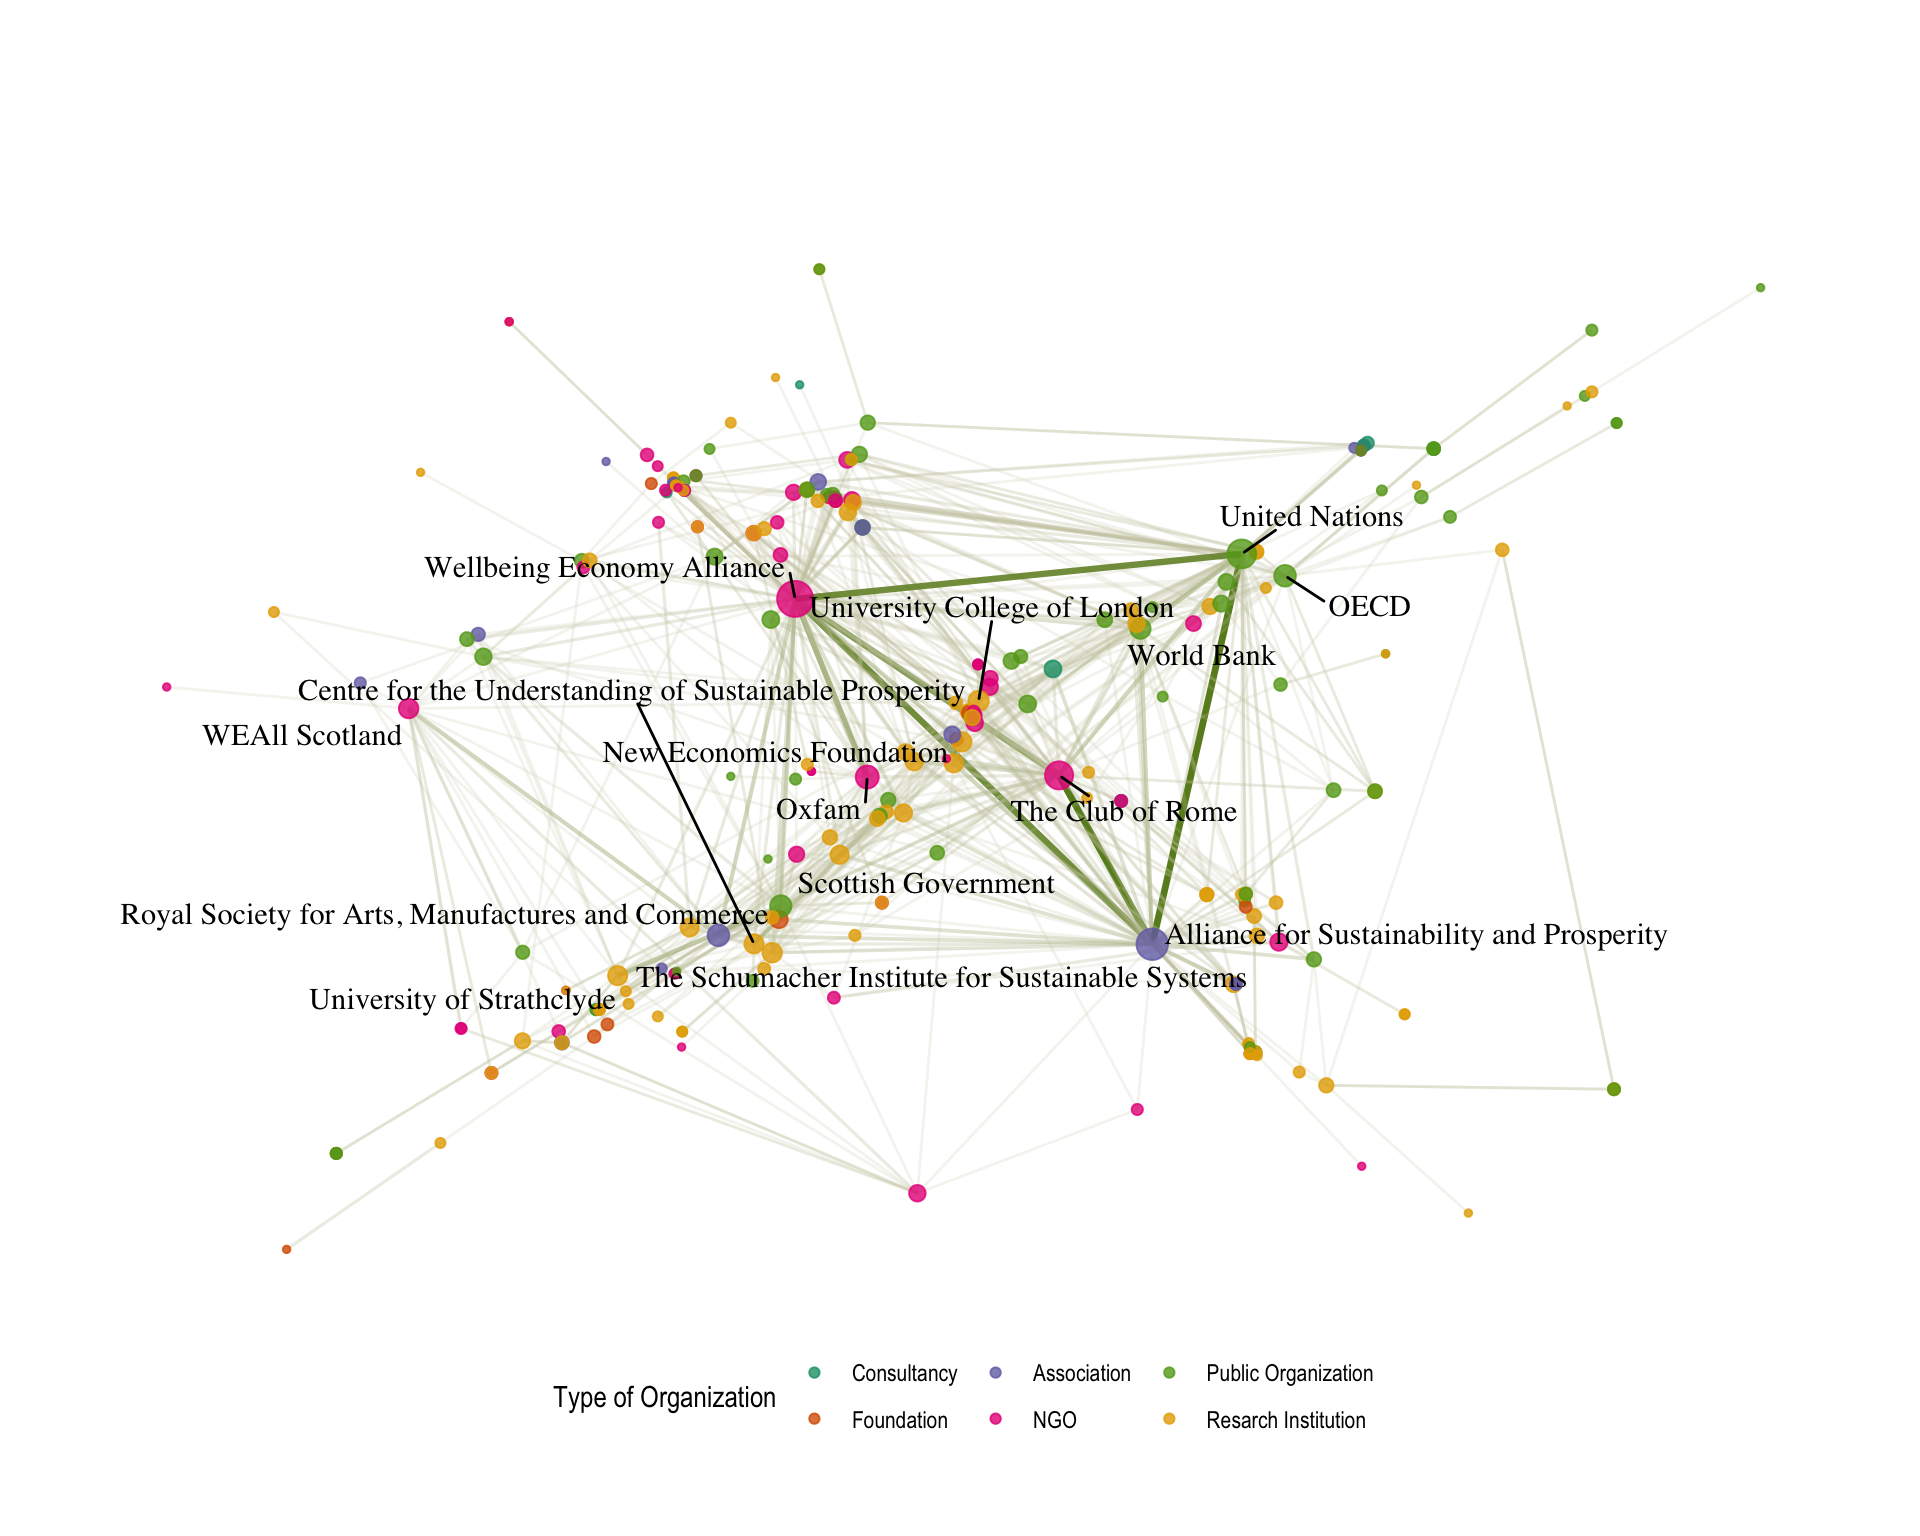 United Nations
Wellbeing Economy Alliance
University College of London
OECD
World Bank
Centre for the Understanding of Sustainable Prosperity
WEAll Scotland
New Economics Foundation
Oxfam
The Club of Rome
Scottish Government
Royal Society for Arts, Manufactures and Commerce
Alliance for Sustainability and Prosperity
The Schumacher Institute for Sustainable Systems
University of Strathclyde
Type of Organization
Consultancy
Association
Public Organization
Foundation
NGO
Resarch Institution